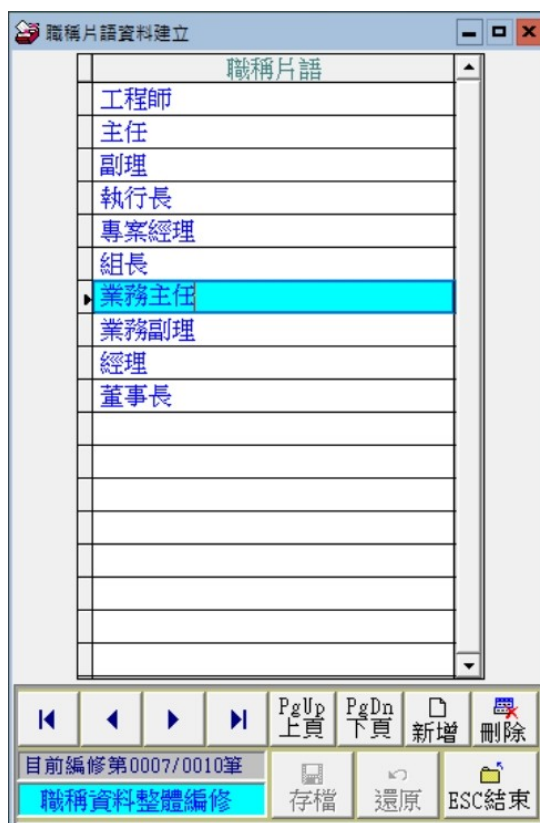 職稱片語資料建立
職稱片語
工程師
主任
副理
執行長
專案經理
組長
業務主任
業務副理
經理
董事長
PgUp
上頁
PgDn
下頁
新增
刪除
目前編修第0007/0010筆
職稱資料整體編修
存檔
還原
ESC結束